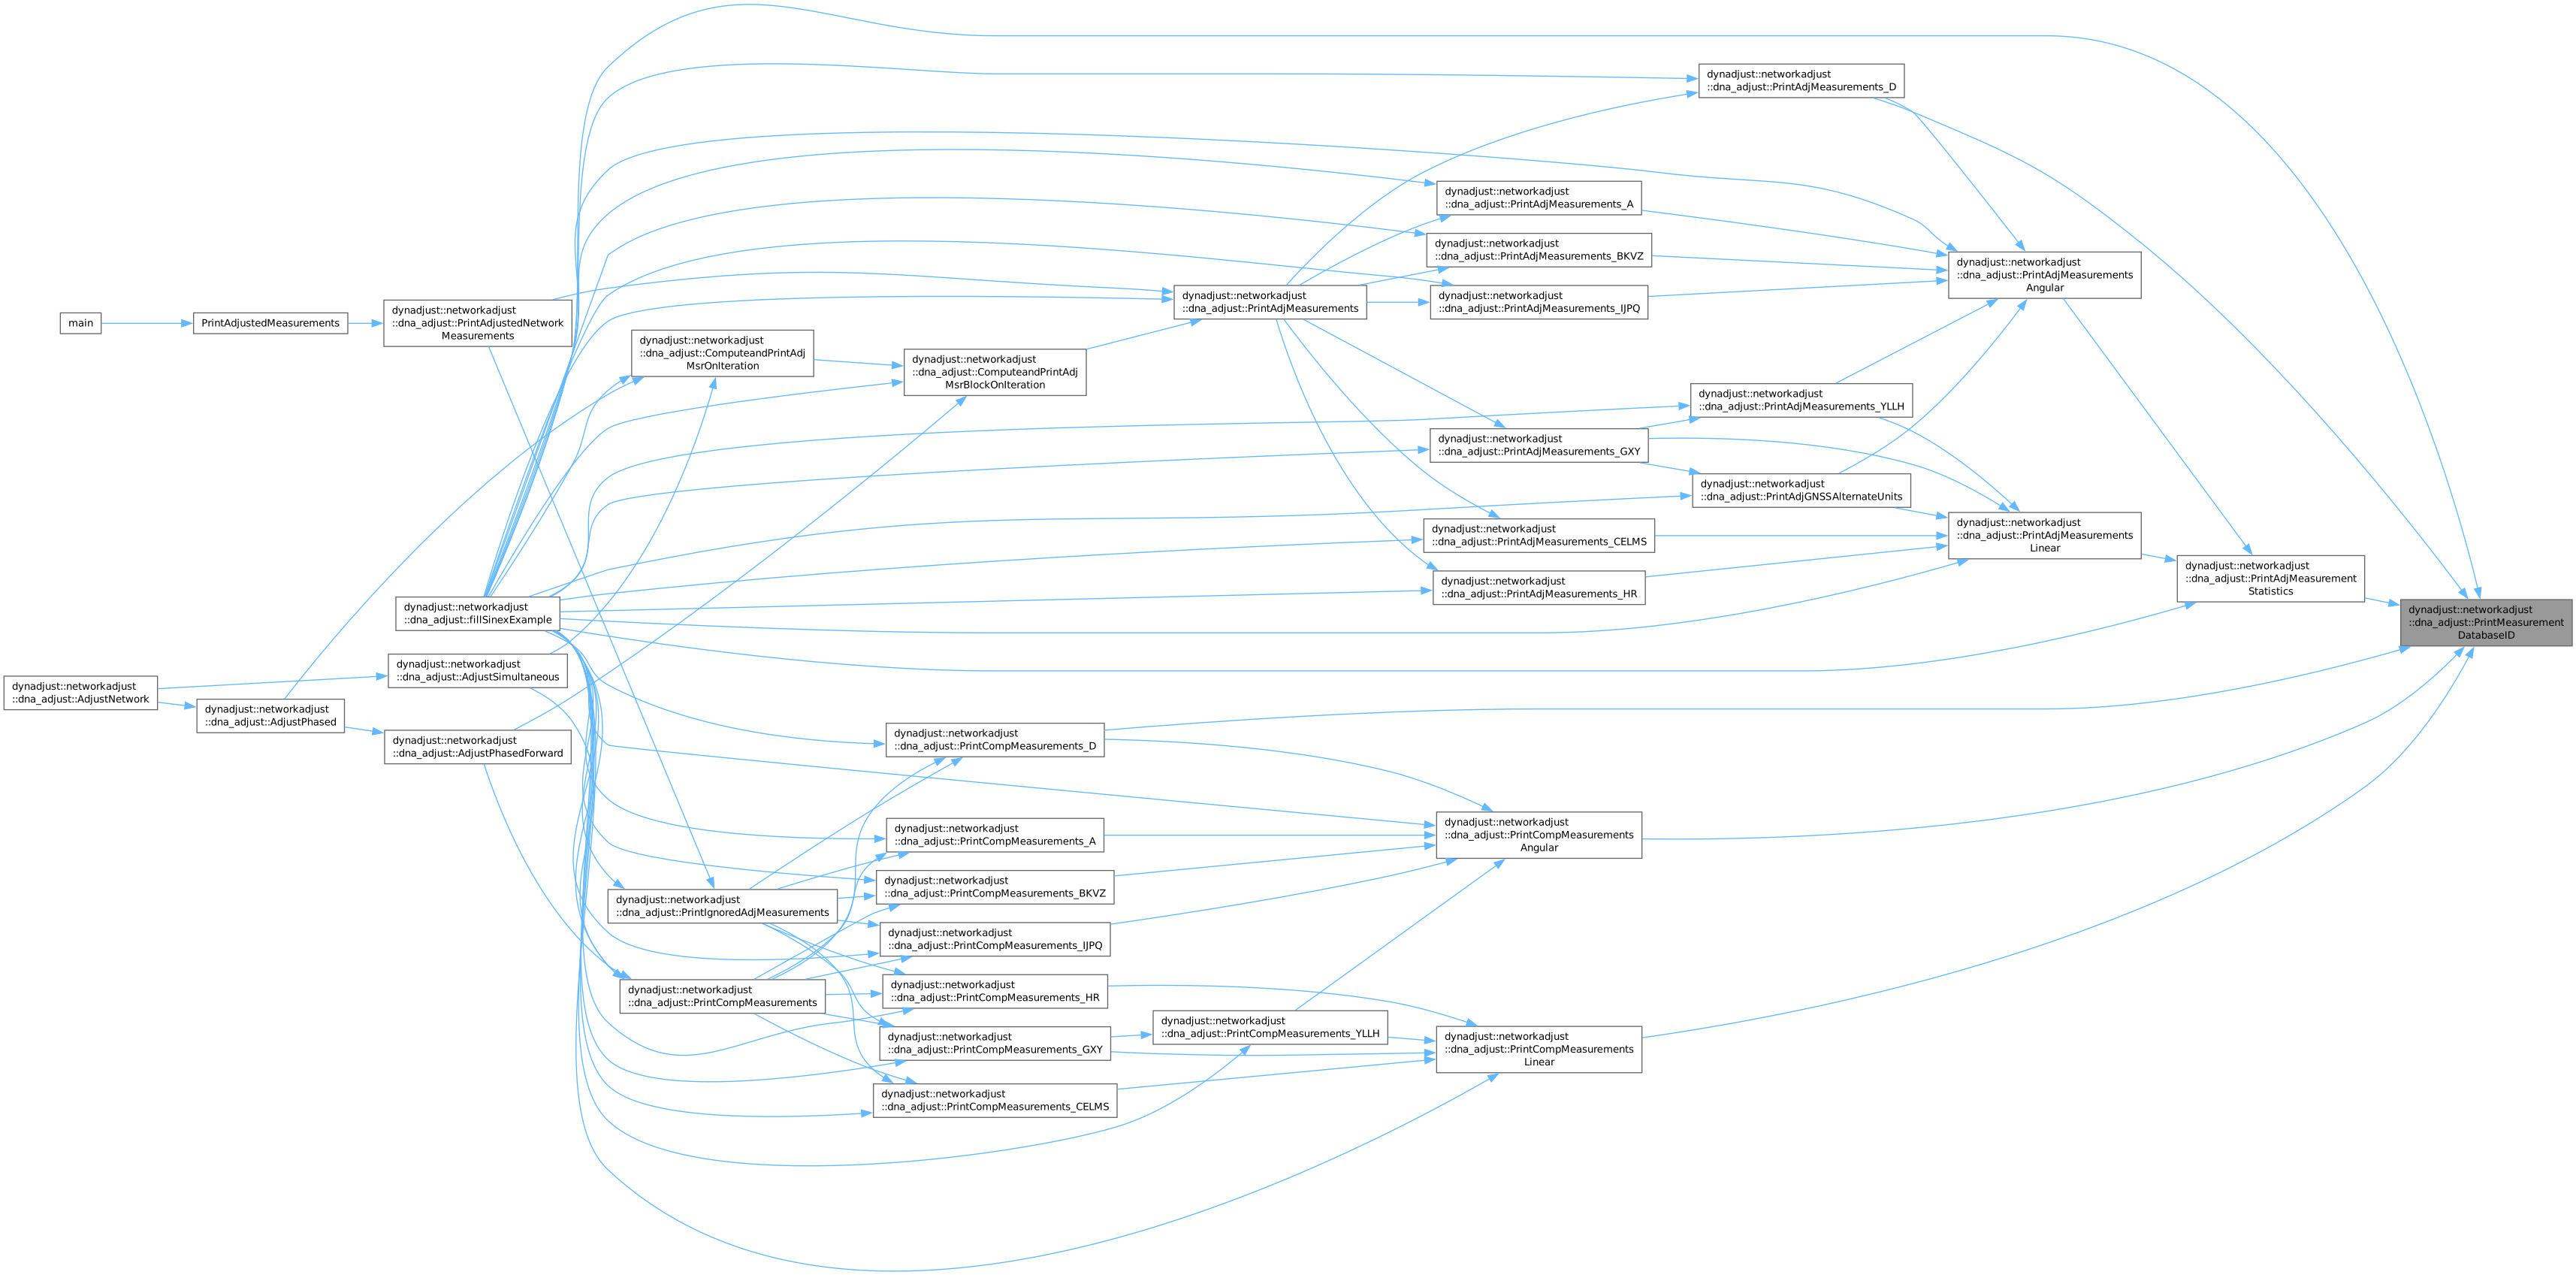 dynadjust::networkadjust
::dna_adjust::PrintAdjMeasurements_D
dynadjust::networkadjust
::dna_adjust::PrintAdjMeasurements_A
dynadjust::networkadjust
::dna_adjust::PrintAdjMeasurements_BKVZ
dynadjust::networkadjust
::dna_adjust::PrintAdjMeasurements
Angular
dynadjust::networkadjust
::dna_adjust::PrintAdjMeasurements
dynadjust::networkadjust
::dna_adjust::PrintAdjMeasurements_IJPQ
main
PrintAdjustedMeasurements
dynadjust::networkadjust
::dna_adjust::PrintAdjustedNetwork
Measurements
dynadjust::networkadjust
::dna_adjust::ComputeandPrintAdj
MsrOnIteration
dynadjust::networkadjust
::dna_adjust::ComputeandPrintAdj
MsrBlockOnIteration
dynadjust::networkadjust
::dna_adjust::PrintAdjMeasurements_YLLH
dynadjust::networkadjust
::dna_adjust::PrintAdjMeasurements_GXY
dynadjust::networkadjust
::dna_adjust::PrintAdjGNSSAlternateUnits
dynadjust::networkadjust
::dna_adjust::PrintAdjMeasurements_CELMS
dynadjust::networkadjust
::dna_adjust::PrintAdjMeasurements
Linear
dynadjust::networkadjust
::dna_adjust::PrintAdjMeasurements_HR
dynadjust::networkadjust
::dna_adjust::PrintAdjMeasurement
Statistics
dynadjust::networkadjust
::dna_adjust::PrintMeasurement
DatabaseID
dynadjust::networkadjust
::dna_adjust::fillSinexExample
dynadjust::networkadjust
::dna_adjust::AdjustSimultaneous
dynadjust::networkadjust
::dna_adjust::AdjustNetwork
dynadjust::networkadjust
::dna_adjust::AdjustPhased
dynadjust::networkadjust
::dna_adjust::AdjustPhasedForward
dynadjust::networkadjust
::dna_adjust::PrintCompMeasurements_D
dynadjust::networkadjust
::dna_adjust::PrintCompMeasurements_A
dynadjust::networkadjust
::dna_adjust::PrintCompMeasurements
Angular
dynadjust::networkadjust
::dna_adjust::PrintCompMeasurements_BKVZ
dynadjust::networkadjust
::dna_adjust::PrintIgnoredAdjMeasurements
dynadjust::networkadjust
::dna_adjust::PrintCompMeasurements_IJPQ
dynadjust::networkadjust
::dna_adjust::PrintCompMeasurements
dynadjust::networkadjust
::dna_adjust::PrintCompMeasurements_HR
dynadjust::networkadjust
::dna_adjust::PrintCompMeasurements_YLLH
dynadjust::networkadjust
::dna_adjust::PrintCompMeasurements_GXY
dynadjust::networkadjust
::dna_adjust::PrintCompMeasurements
Linear
dynadjust::networkadjust
::dna_adjust::PrintCompMeasurements_CELMS